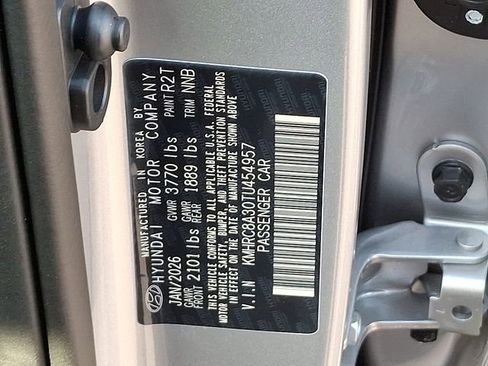 MANUFACTURED IN KOREA BY
HYUNDAI MOTOR COMPANY
JAN/2026 GVWR 3770 lbs PAINT R2T
GAWR FRONT 2101 lbs GAWR REAR 1889 lbs TRIM NNB
THIS VEHICLE CONFORMS TO ALL APPLICABLE U.S.A. FEDERAL
MOTOR VEHICLE SAFETY, BUMPER, AND THEFT PREVENTION STANDARDS
IN EFFECT ON THE DATE OF MANUFACTURE SHOWN ABOVE
V.I.N KMHRC8A30TU454957
PASSENGER CAR